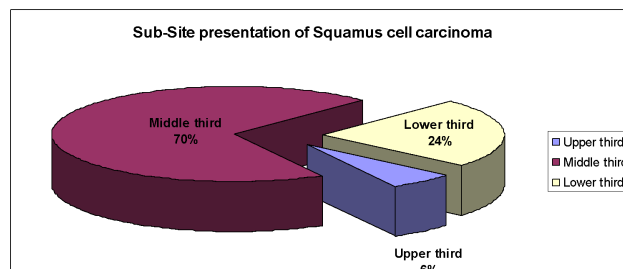 Sub-Site presentation of Squamus cell carcinoma
Middle third
70%
Lower third
24%
Upper third
6%
Upper third
Middle third
Lower third